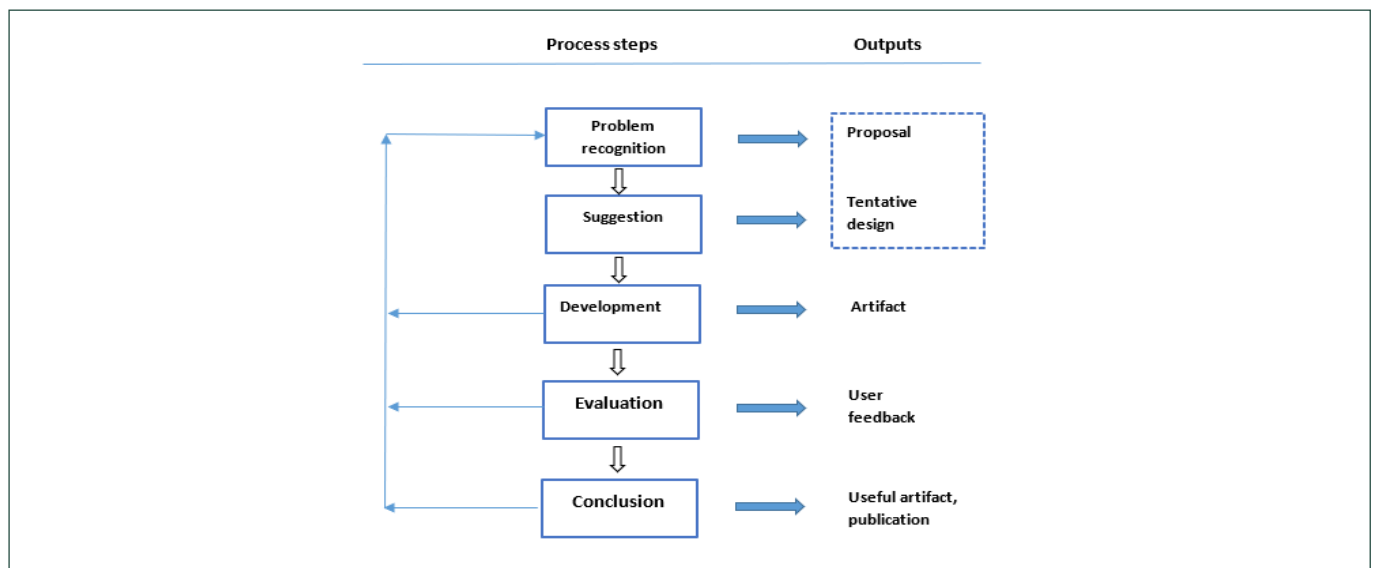 Process steps
Outputs
Problem
recognition
Proposal
Suggestion
Tentative
design
Development
Artifact
Evaluation
User
feedback
Conclusion
Useful artifact,
publication